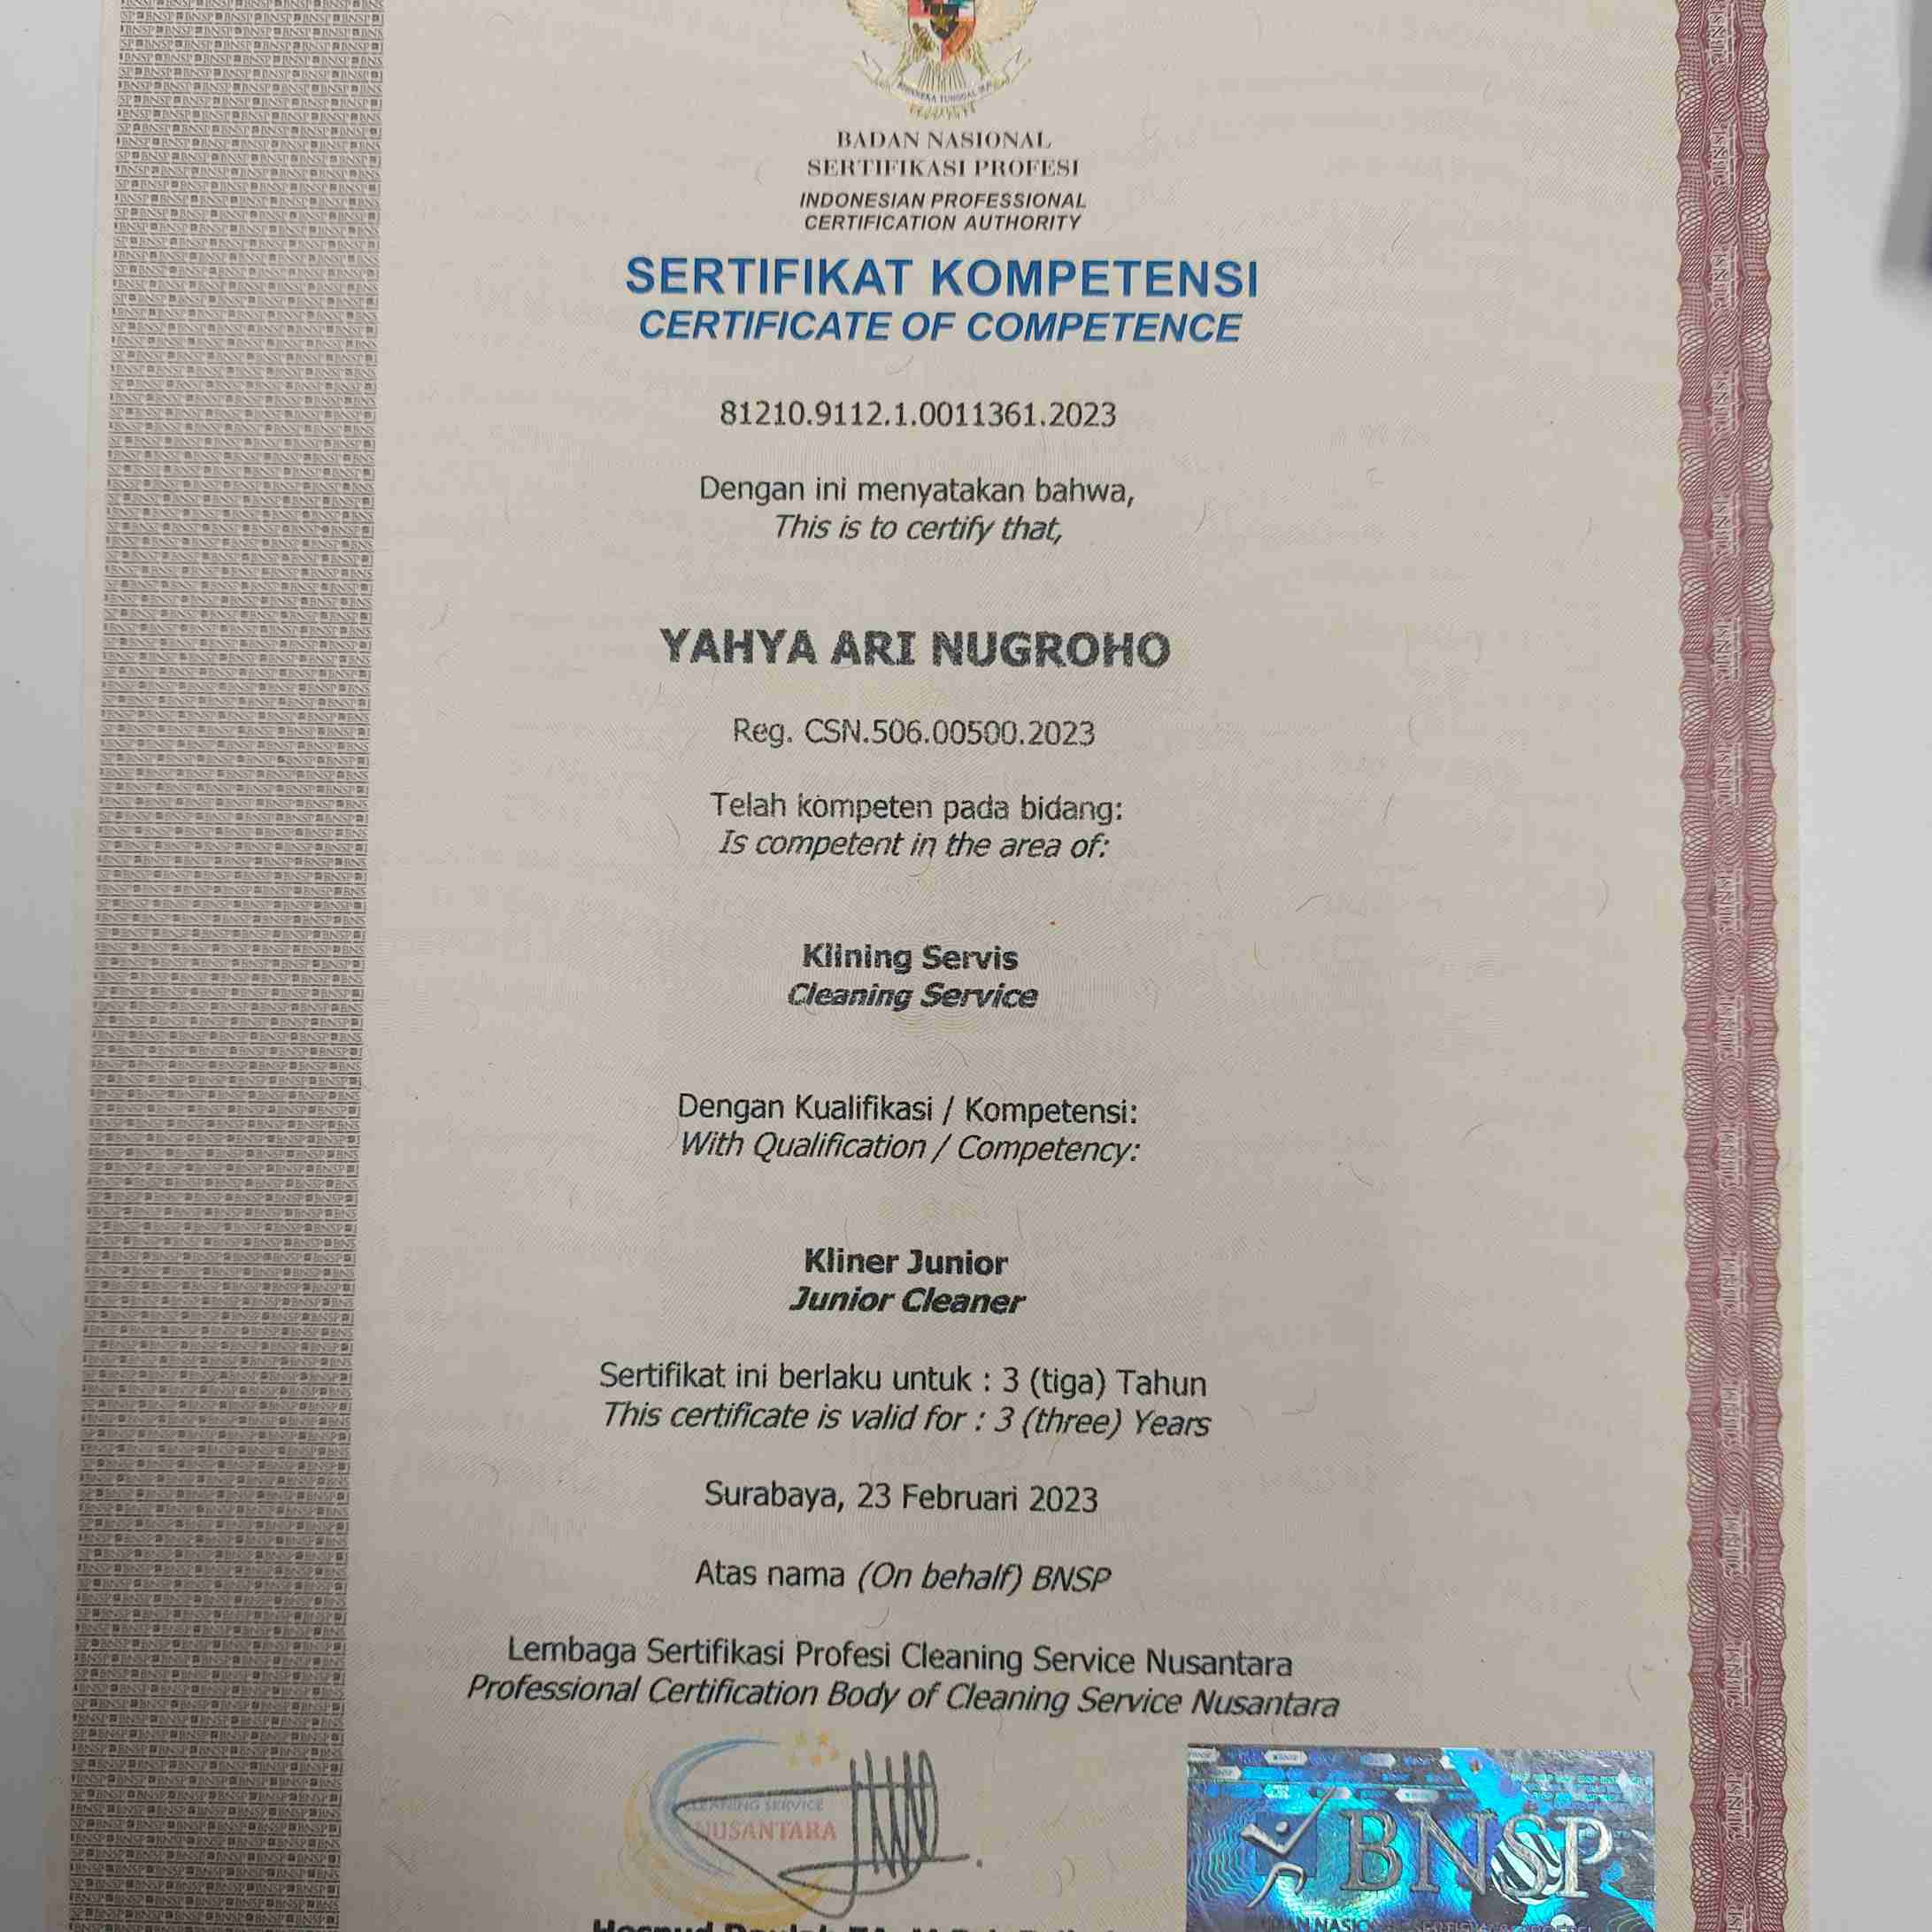 BHINNEKA TUNGGAL IKA
BADAN NASIONAL
SERTIFIKASI PROFESI
INDONESIAN PROFESSIONAL
CERTIFICATION AUTHORITY
SERTIFIKAT KOMPETENSI
CERTIFICATE OF COMPETENCE
81210.9112.1.0011361.2023
Dengan ini menyatakan bahwa,
This is to certify that,
YAHYA ARI NUGROHO
Reg. CSN.506.00500.2023
Telah kompeten pada bidang:
Is competent in the area of:
Klining Servis
Cleaning Service
Dengan Kualifikasi / Kompetensi:
With Qualification / Competency:
Kliner Junior
Junior Cleaner
Sertifikat ini berlaku untuk : 3 (tiga) Tahun
This certificate is valid for : 3 (three) Years
Surabaya, 23 Februari 2023
Atas nama (On behalf) BNSP
Lembaga Sertifikasi Profesi Cleaning Service Nusantara
Professional Certification Body of Cleaning Service Nusantara
CLEANING SERVICE
NUSANTARA
BNSP